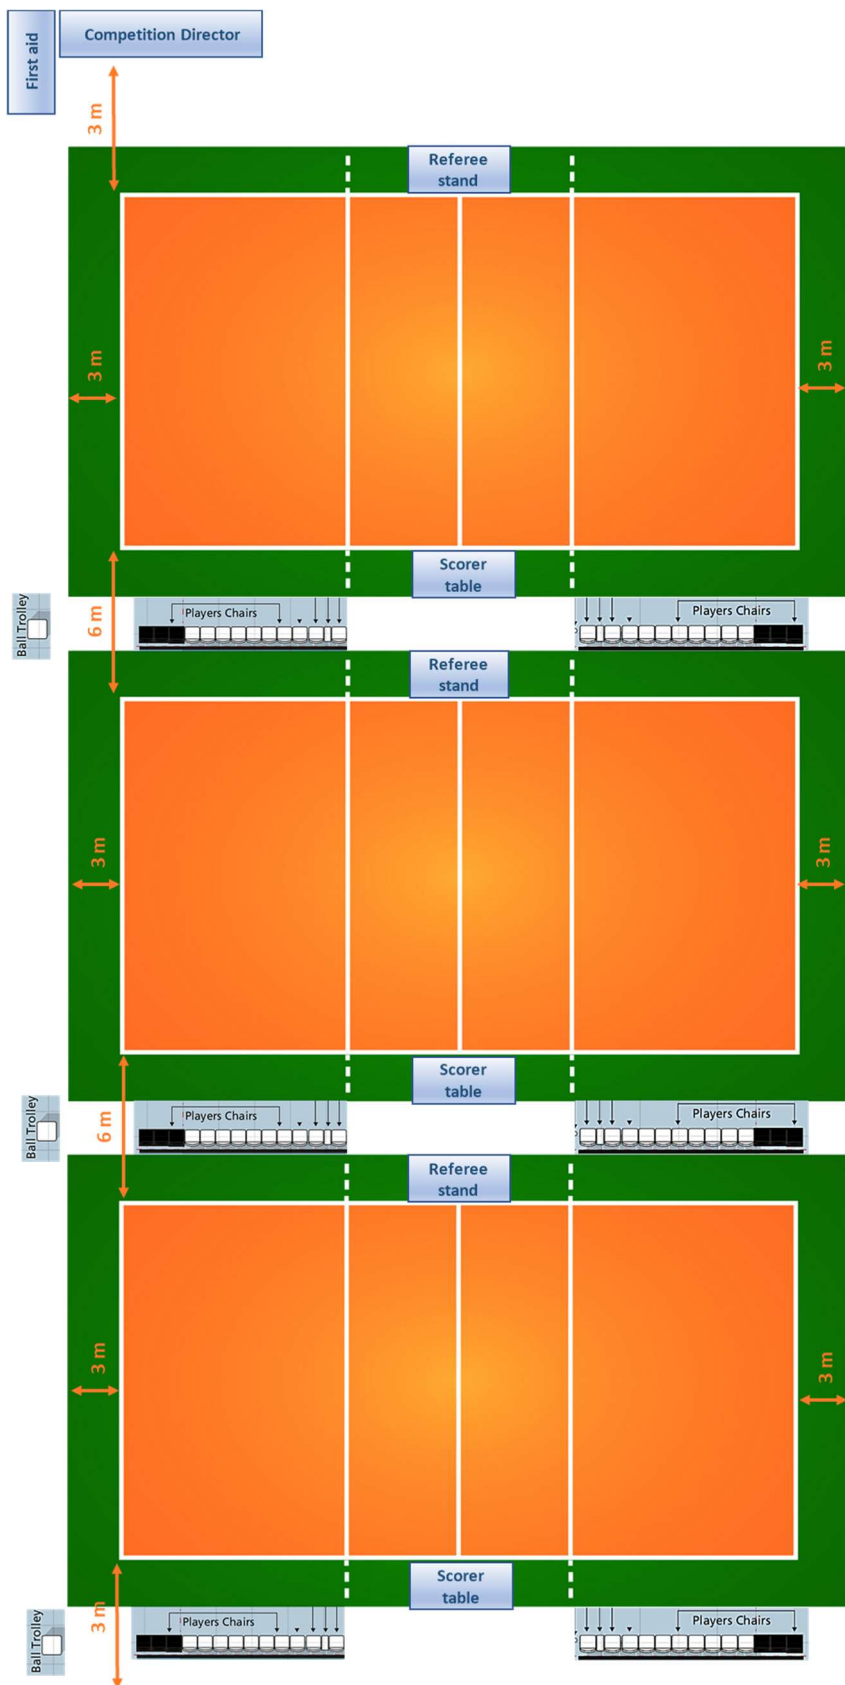 First aid
Competition Director
3 m
Referee
stand
3 m
3 m
Scorer
table
Ball Trolley
6 m
Players Chairs
Players Chairs
Referee
stand
3 m
3 m
Scorer
table
Ball Trolley
6 m
Players Chairs
Players Chairs
Referee
stand
3 m
3 m
Scorer
table
Ball Trolley
3 m
Players Chairs
Players Chairs